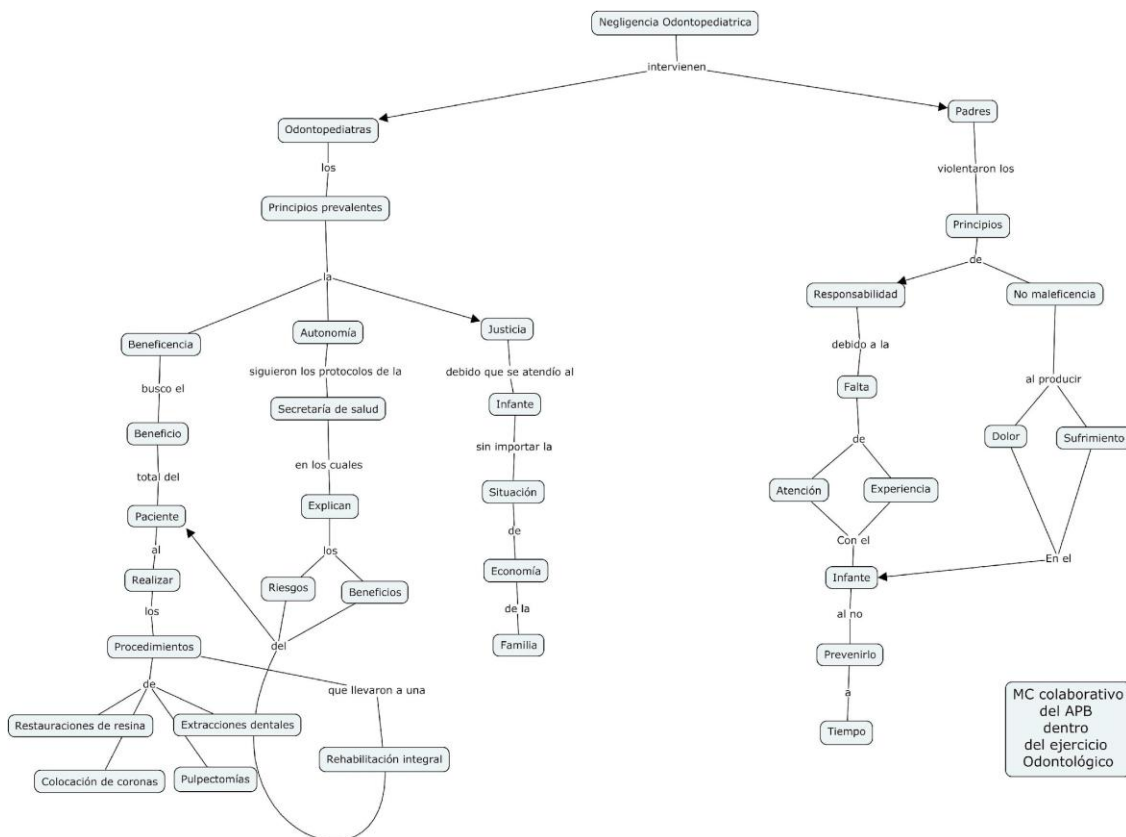 Negligencia Odontopediatrica
intervienen
Odontopediatras
Padres
los
violentaron los
Principios prevalentes
Principios
la
de
Beneficencia
Autonomía
Justicia
Responsabilidad
No maleficencia
busco el
siguieron los protocolos de la
debido que se atendío al
debido a la
al producir
Beneficio
Secretaría de salud
Infante
Falta
Dolor
Sufrimiento
total del
en los cuales
sin importar la
de
Paciente
Explican
Situación
Atención
Experiencia
al
los
de
Con el
En el
Realizar
Riesgos
Beneficios
Economía
Infante
los
de la
al no
Procedimientos
del
Familia
Prevenirlo
de
que llevaron a una
a
Restauraciones de resina
Extracciones dentales
Tiempo
Colocación de coronas
Pulpectomías
Rehabilitación integral
MC colaborativo
del APB
dentro
del ejercicio
Odontológico